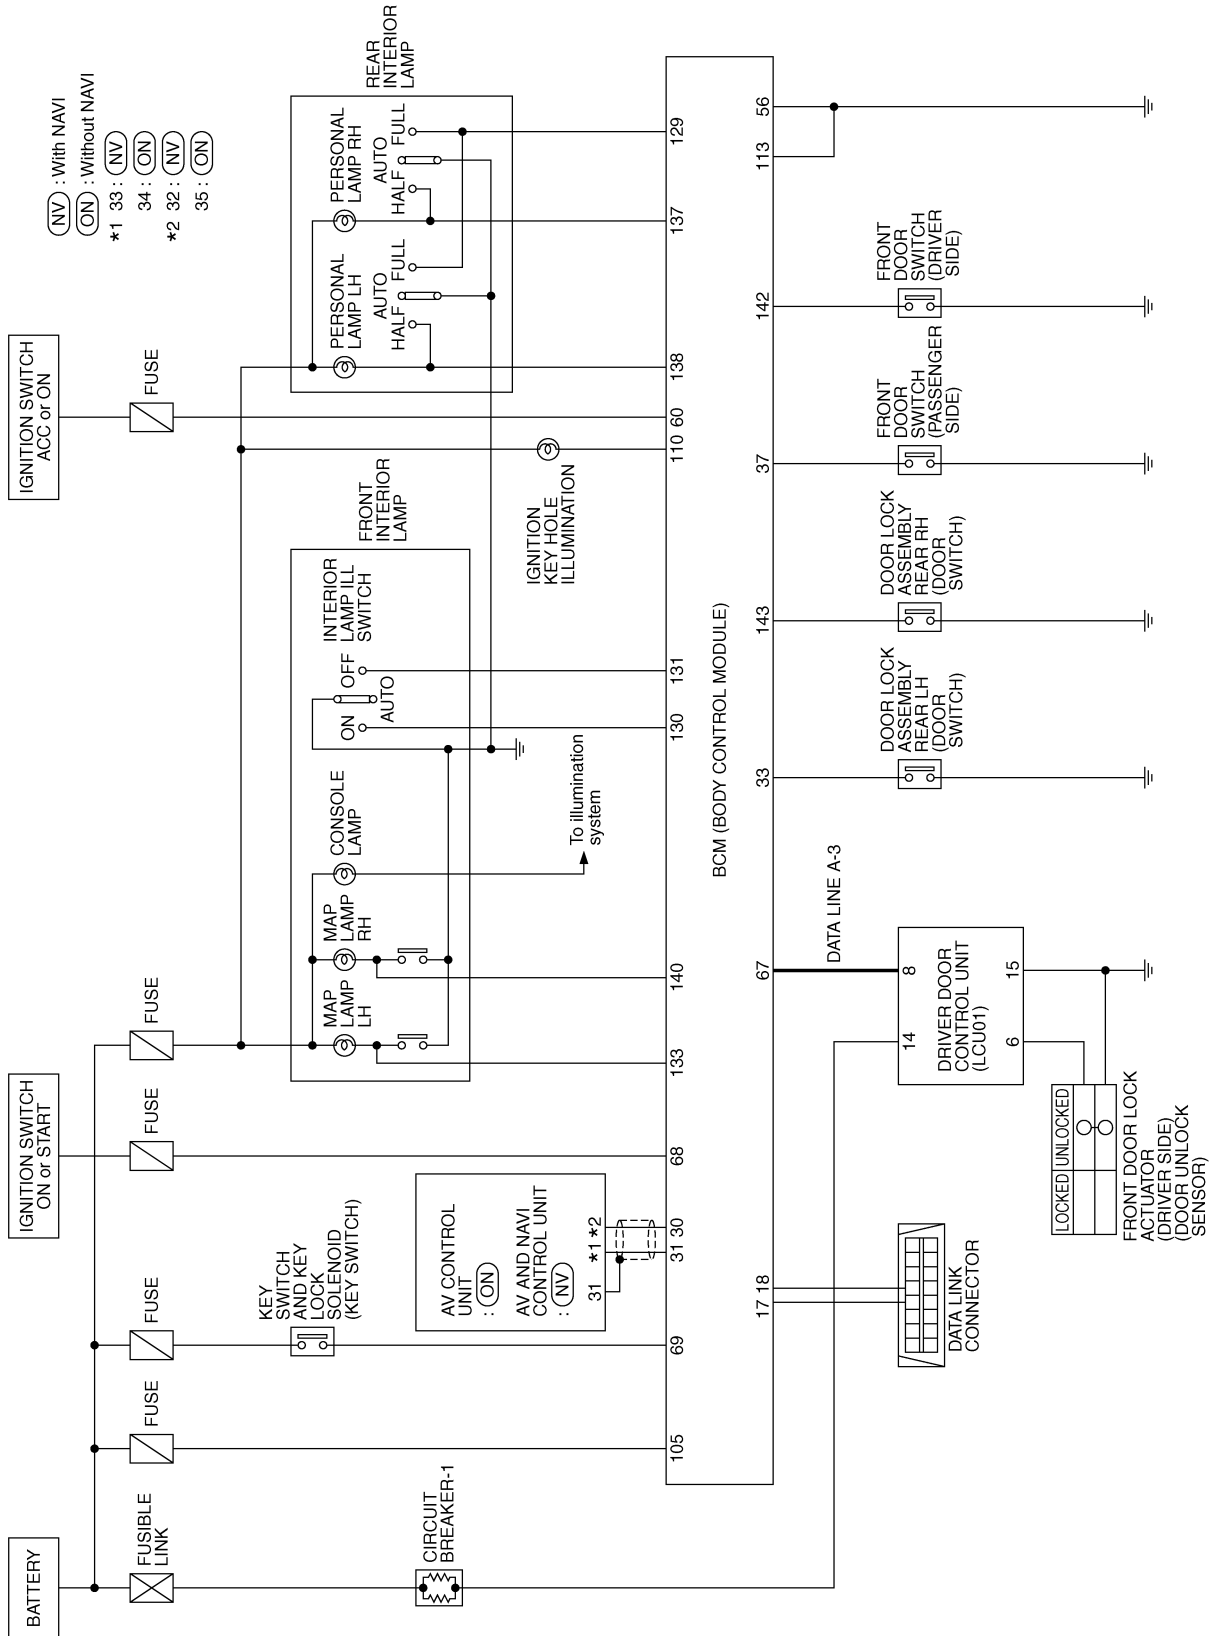 BATTERY
IGNITION SWITCH
ON or START
IGNITION SWITCH
ACC or ON
NV : With NAVI
ON : Without NAVI
*1 33 : NV
34 : ON
*2 32 : NV
35 : ON
FUSIBLE
LINK
FUSE
FUSE
FUSE
FUSE
FUSE
CIRCUIT
BREAKER-1
KEY
SWITCH
AND KEY
LOCK
SOLENOID
(KEY SWITCH)
AV CONTROL
UNIT
: ON
AV AND NAVI
CONTROL UNIT
: NV
31 *1 *2
MAP
LAMP
LH
MAP
LAMP
RH
CONSOLE
LAMP
To illumination
system
ON
AUTO
OFF
INTERIOR
LAMP ILL
SWITCH
FRONT
INTERIOR
LAMP
IGNITION
KEY HOLE
ILLUMINATION
PERSONAL
LAMP LH
HALF
AUTO
FULL
PERSONAL
LAMP RH
HALF
AUTO
FULL
REAR
INTERIOR
LAMP
105 69 31 30 68 133 140 130 131 110 60 138 137 129
BCM (BODY CONTROL MODULE)
17 18 67 33 143 37 142 113 56
DATA LINE A-3
DATA LINK
CONNECTOR
14 8
DRIVER DOOR
CONTROL UNIT
(LCU01)
6 15
LOCKED UNLOCKED
FRONT DOOR LOCK
ACTUATOR
(DRIVER SIDE)
(DOOR UNLOCK
SENSOR)
DOOR LOCK
ASSEMBLY
REAR LH
(DOOR
SWITCH)
DOOR LOCK
ASSEMBLY
REAR RH
(DOOR
SWITCH)
FRONT
DOOR
SWITCH
(PASSENGER
SIDE)
FRONT
DOOR
SWITCH
(DRIVER
SIDE)